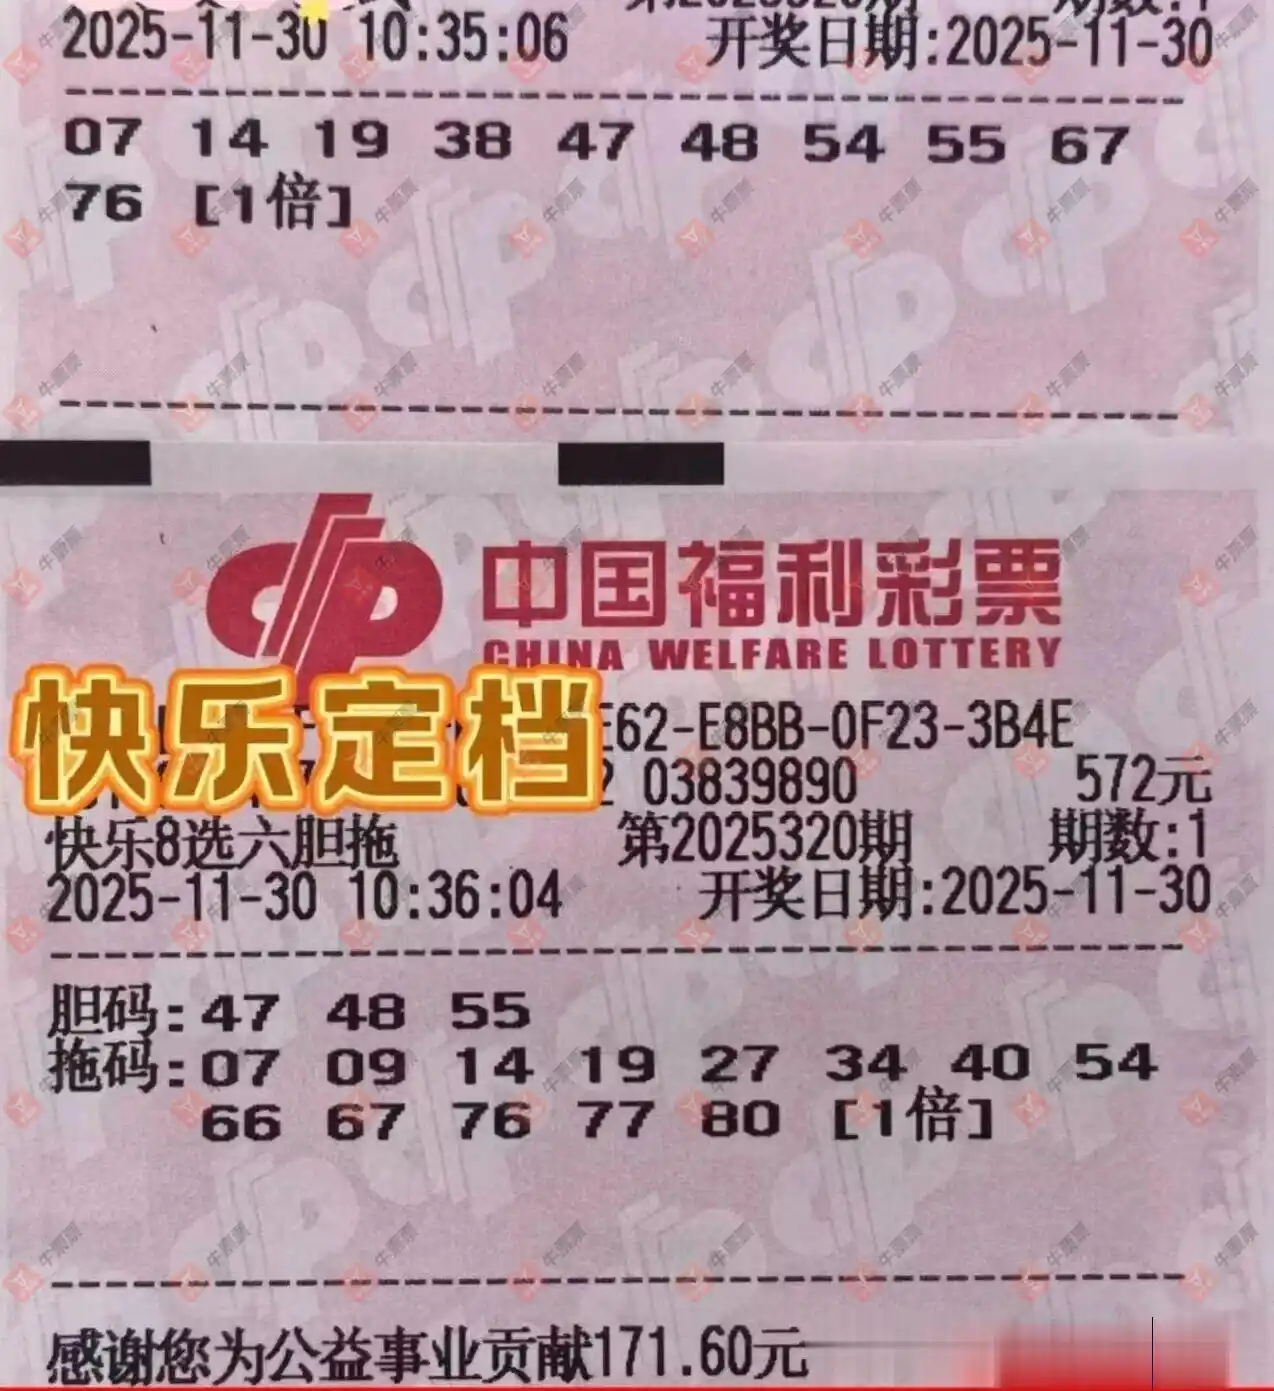 2025-11-30 10:35:06 开奖日期:2025-11-30
07 14 19 38 47 48 54 55 67
76 [1倍]
中国福利彩票
CHINA WELFARE LOTTERY
快乐定档
E62-E8BB-0F23-3B4E
2 03839890 572元
快乐8选六胆拖 第2025320期 期数:1
2025-11-30 10:36:04 开奖日期:2025-11-30
胆码:47 48 55
拖码:07 09 14 19 27 34 40 54
66 67 76 77 80 [1倍]
感谢您为公益事业贡献171.60元